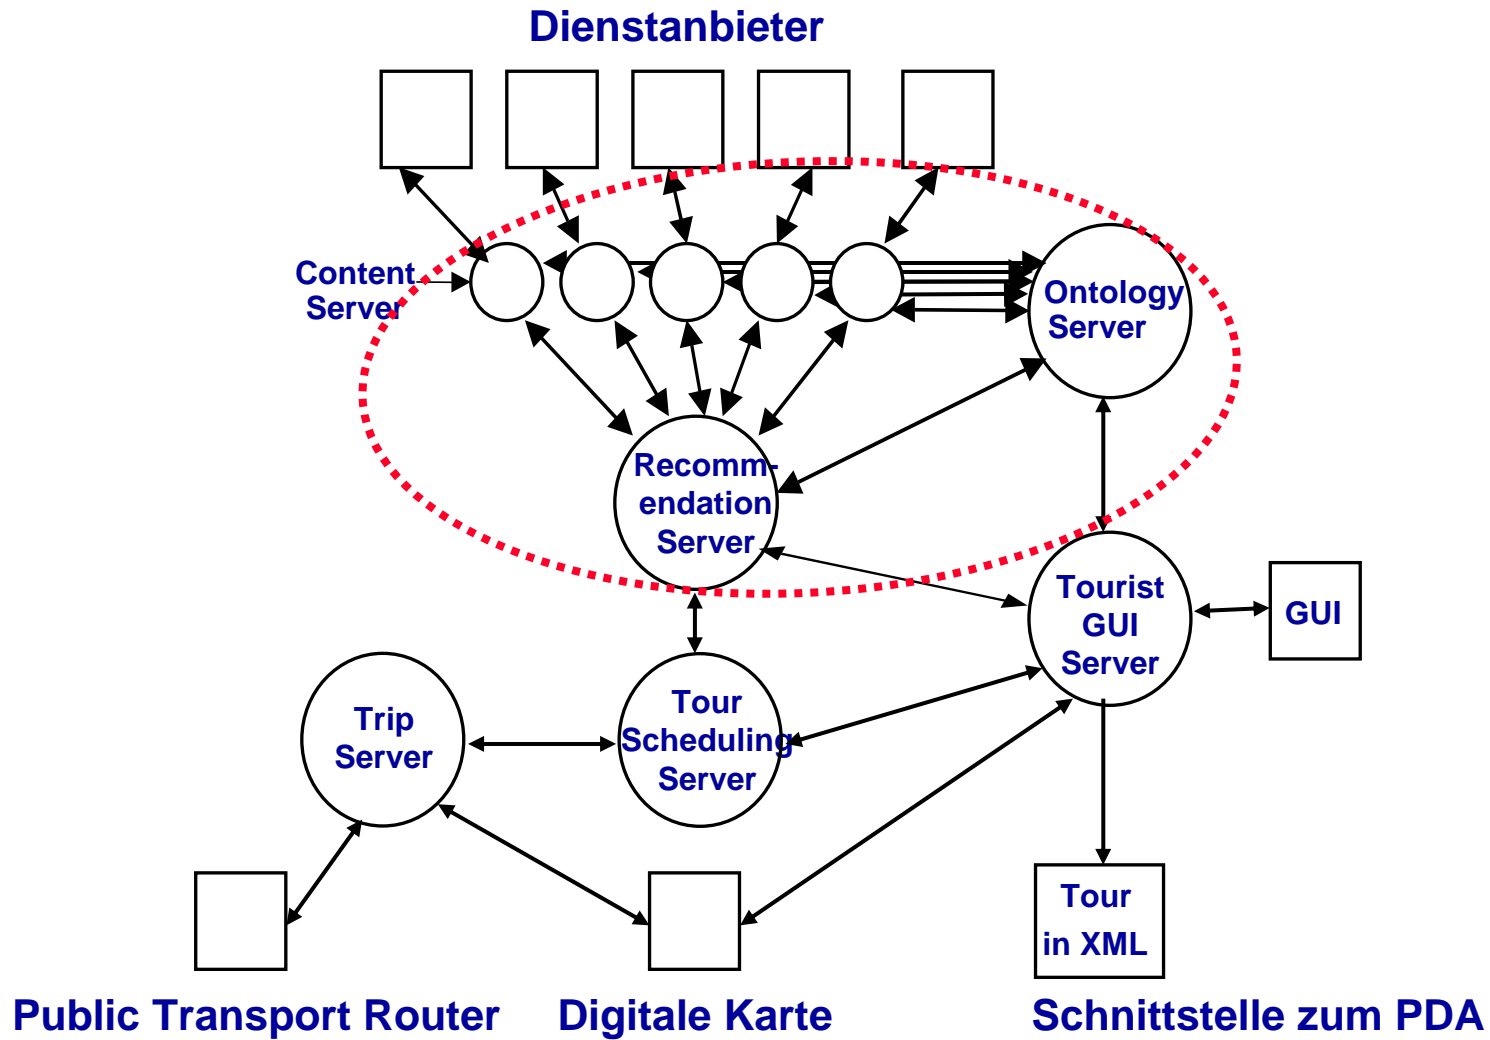 Dienstanbieter
Content
Server
Ontology
Server
Recomm-
endation
Server
Tourist
GUI
Server
GUI
Trip
Server
Tour
Scheduling
Server
Tour
in XML
Public Transport Router
Digitale Karte
Schnittstelle zum PDA